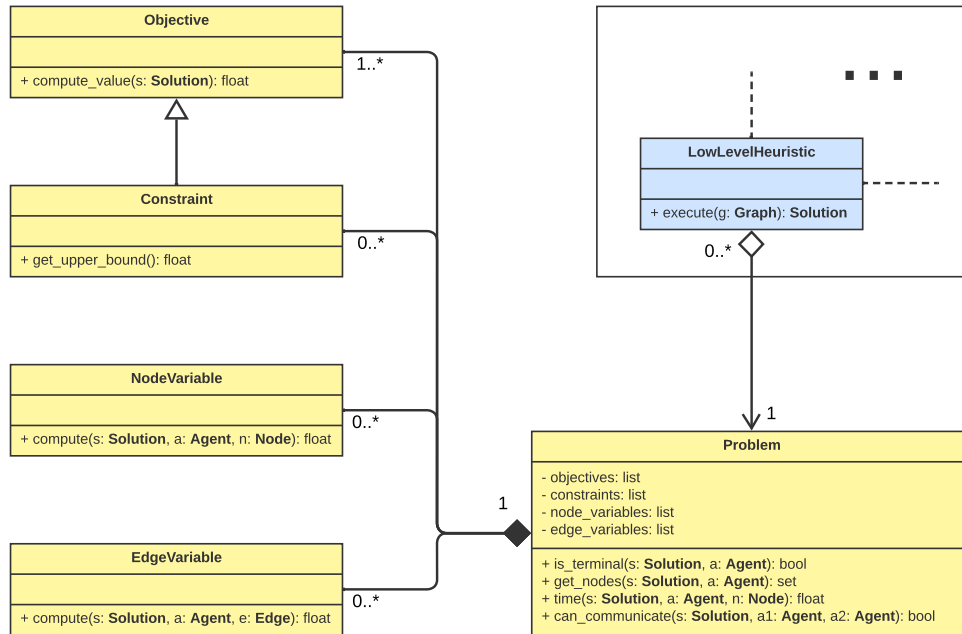 Objective
+ compute_value(s: Solution): float
1..*
Constraint
+ get_upper_bound(): float
0..*
NodeVariable
+ compute(s: Solution, a: Agent, n: Node): float
0..*
EdgeVariable
+ compute(s: Solution, a: Agent, e: Edge): float
0..*
LowLevelHeuristic
+ execute(g: Graph): Solution
0..*
1
1
Problem
- objectives: list
- constraints: list
- node_variables: list
- edge_variables: list
+ is_terminal(s: Solution, a: Agent): bool
+ get_nodes(s: Solution, a: Agent): set
+ time(s: Solution, a: Agent, n: Node): float
+ can_communicate(s: Solution, a1: Agent, a2: Agent): bool